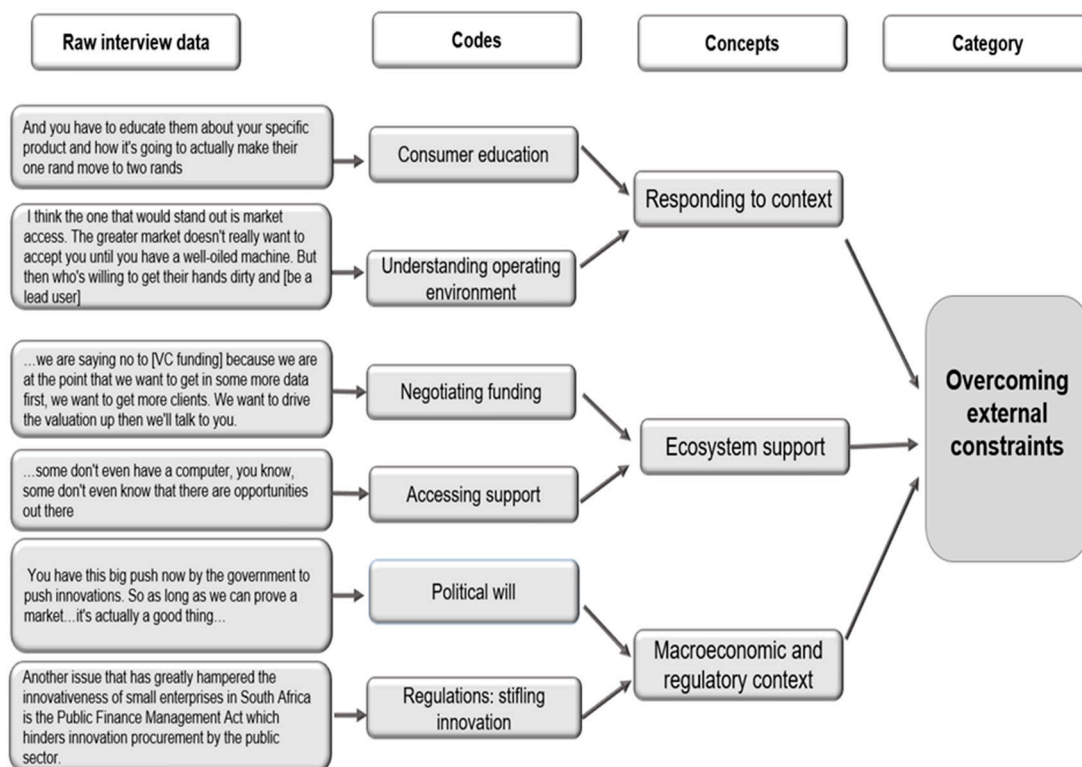 Raw interview data
Codes
Concepts
Category
And you have to educate them about your specific
product and how it's going to actually make their
one rand move to two rands
Consumer education
I think the one that would stand out is market
access. The greater market doesn't really want to
accept you until you have a well-oiled machine. But
then who's willing to get their hands dirty and [be a
lead user]
Understanding operating
environment
Responding to context
...we are saying no to [VC funding] because we are
at the point that we want to get in some more data
first, we want to get more clients. We want to drive
the valuation up then we'll talk to you.
Negotiating funding
...some don't even have a computer, you know,
some don't even know that there are opportunities
out there
Accessing support
Ecosystem support
You have this big push now by the government to
push innovations. So as long as we can prove a
market...it's actually a good thing...
Political will
Another issue that has greatly hampered the
innovativeness of small enterprises in South Africa
is the Public Finance Management Act which
hinders innovation procurement by the public
sector.
Regulations: stifling
innovation
Macroeconomic and
regulatory context
Overcoming
external
constraints